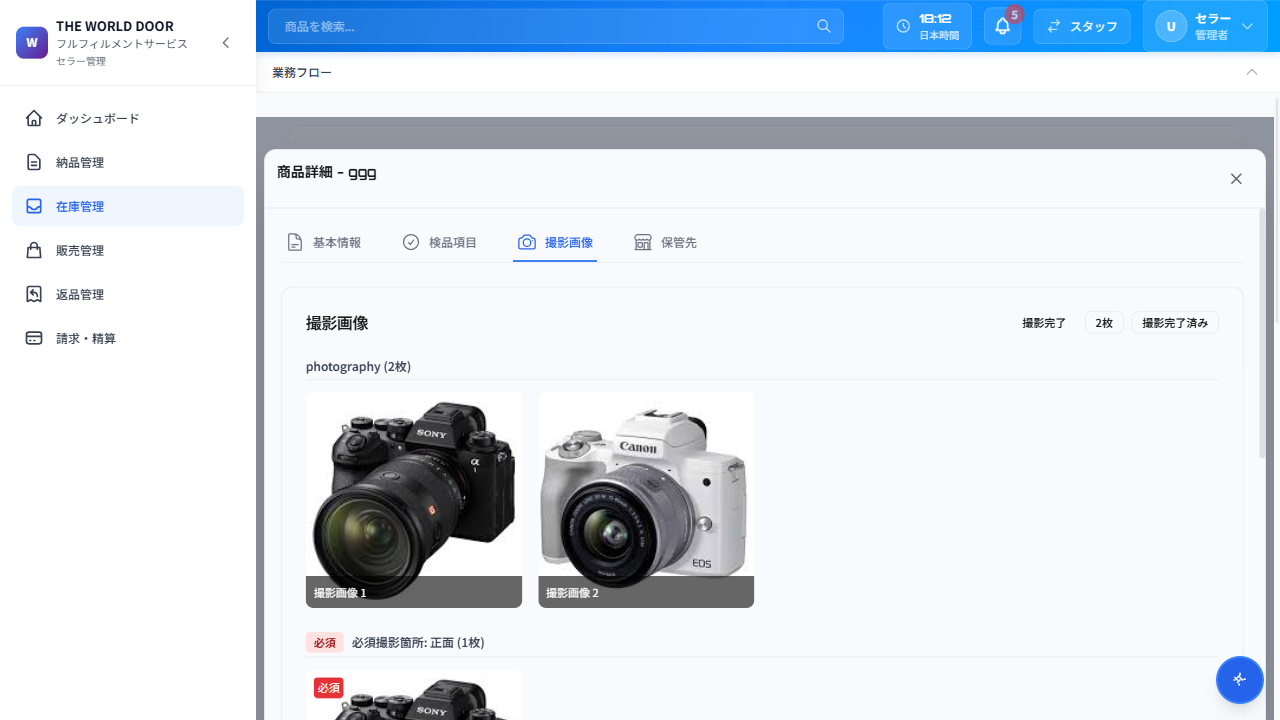 W
THE WORLD DOOR
フルフィルメントサービス
セラー管理
ダッシュボード
納品管理
在庫管理
販売管理
返品管理
請求・精算
商品を検索...
18:12
日本時間
5
スタッフ
U
セラー
管理者
業務フロー
商品詳細 - ggg
基本情報
検品項目
撮影画像
保管先
撮影画像
撮影完了
2枚
撮影完了済み
photography (2枚)
SONY
α
1
撮影画像 1
Canon
EOS
撮影画像 2
必須
必須撮影箇所: 正面 (1枚)
必須
SONY